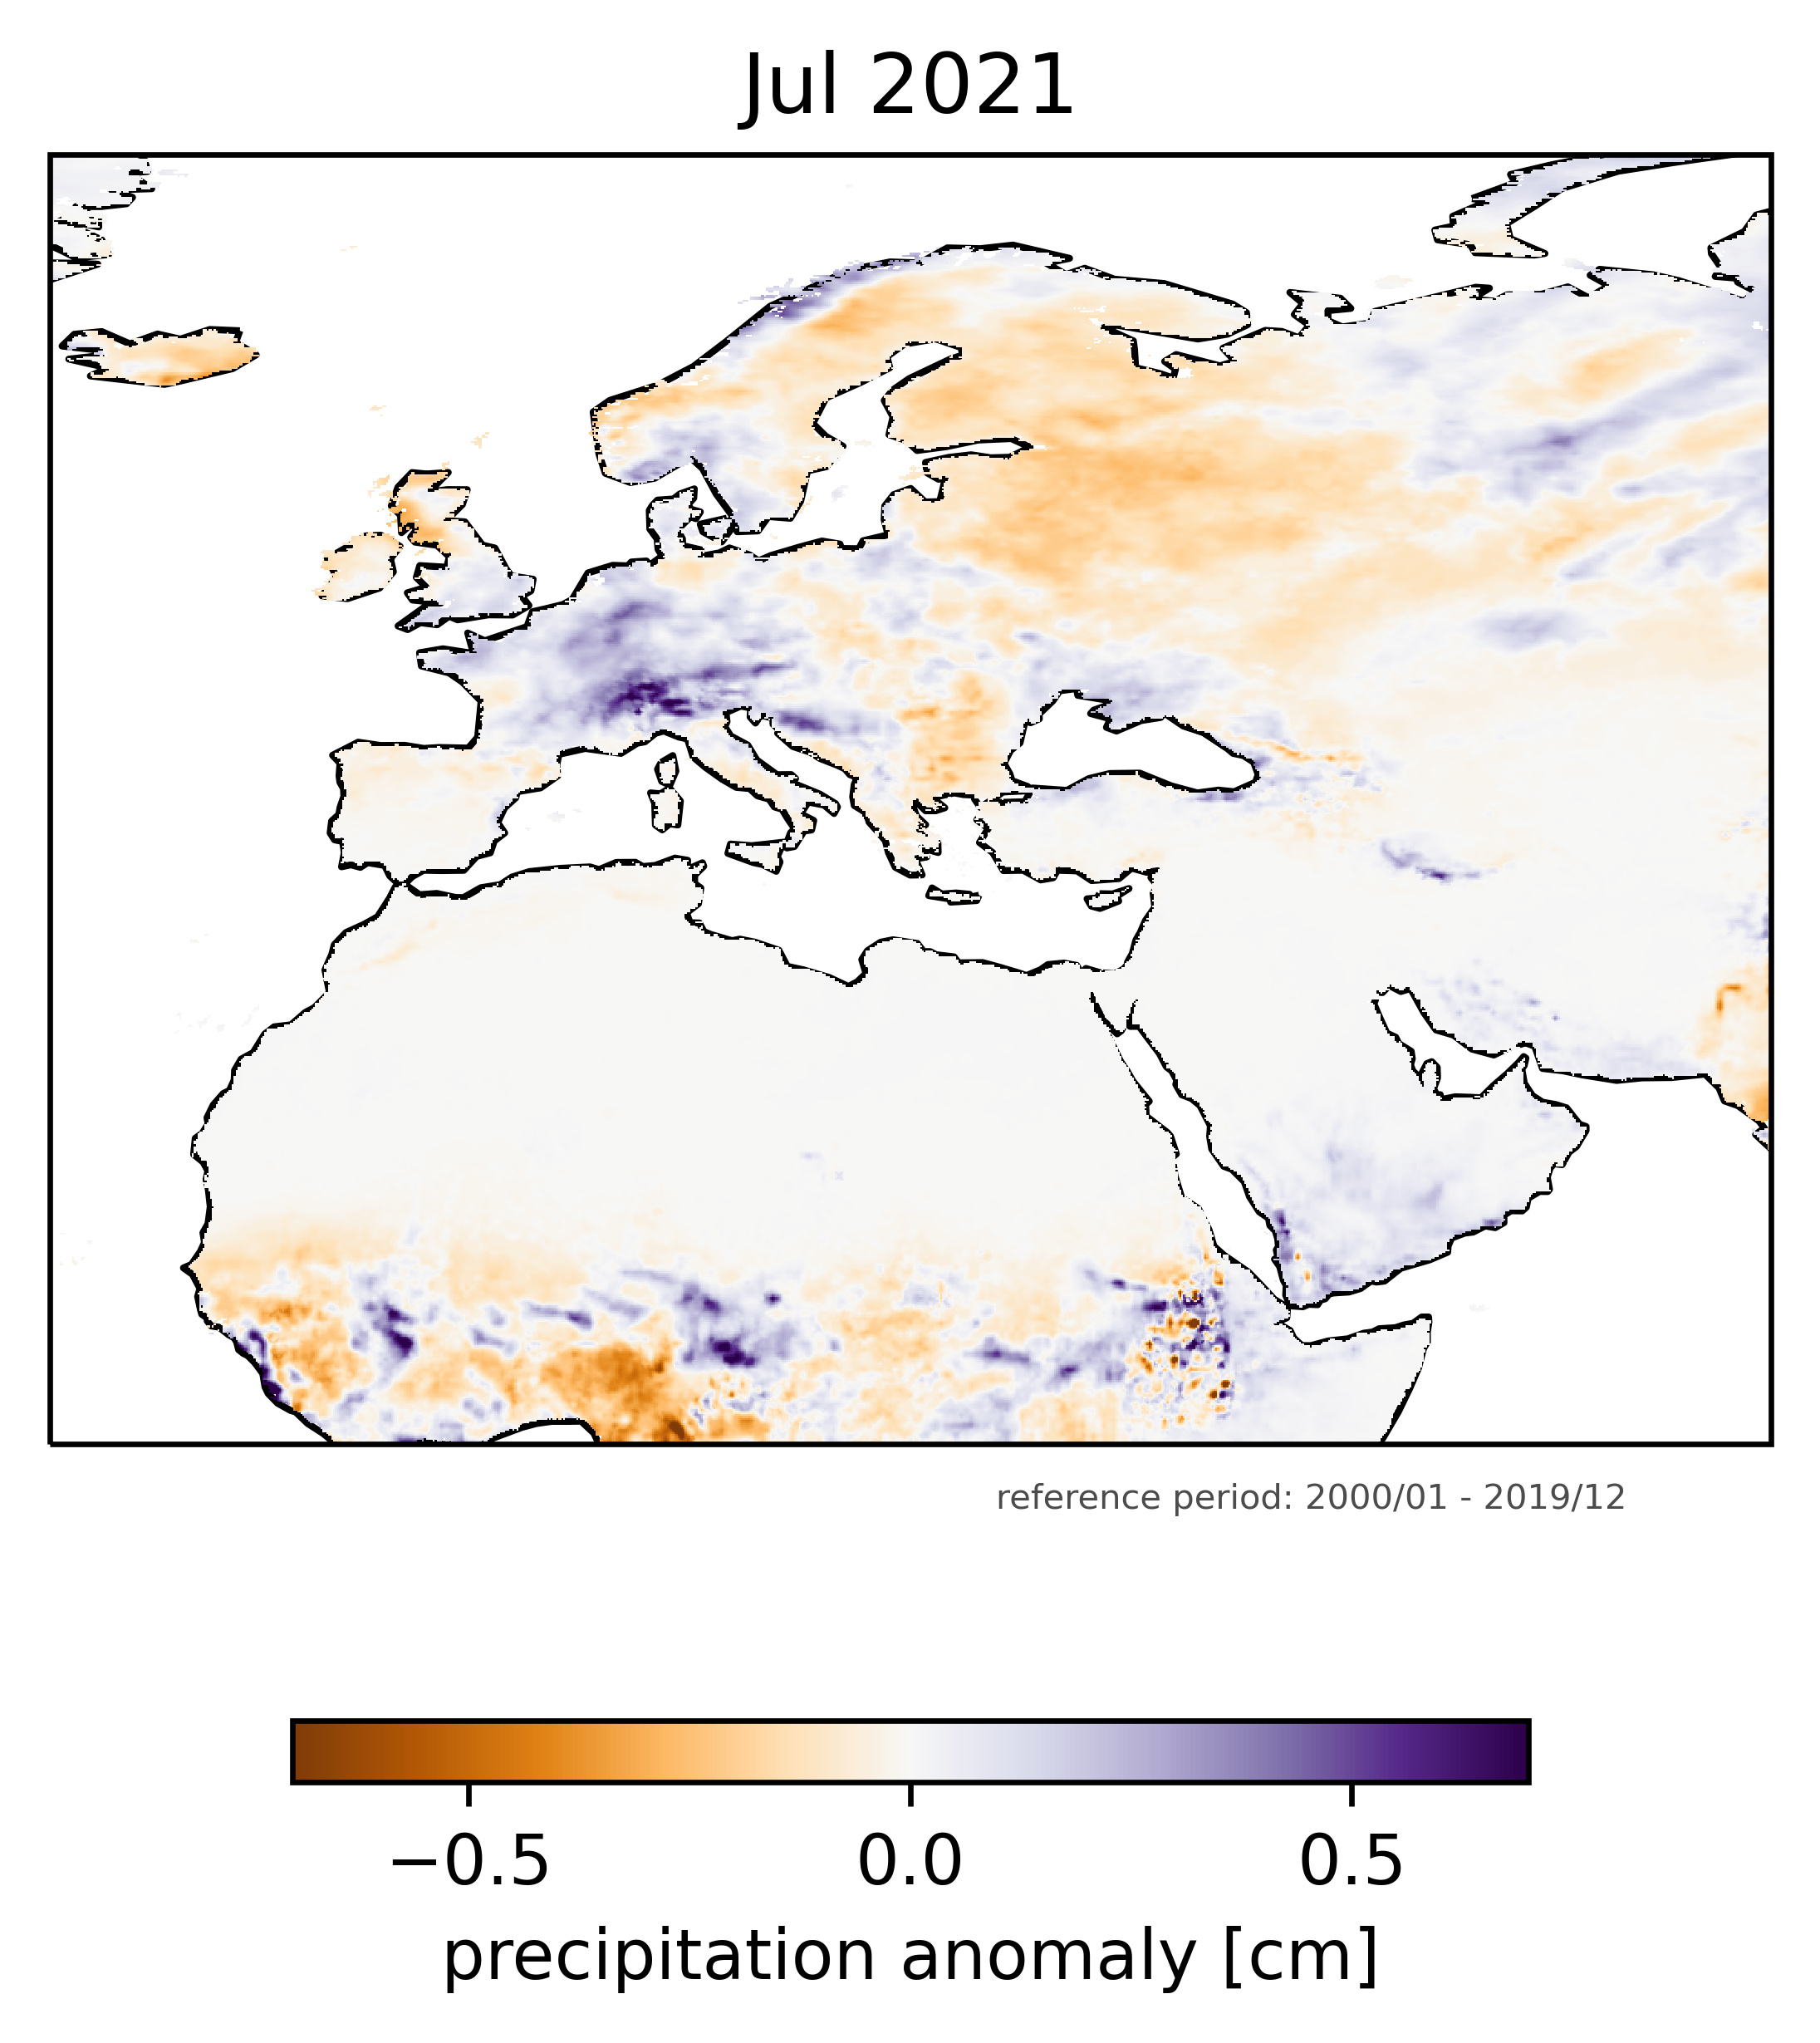 Jul 2021
reference period: 2000/01 - 2019/12
−0.5 0.0 0.5
precipitation anomaly [cm]